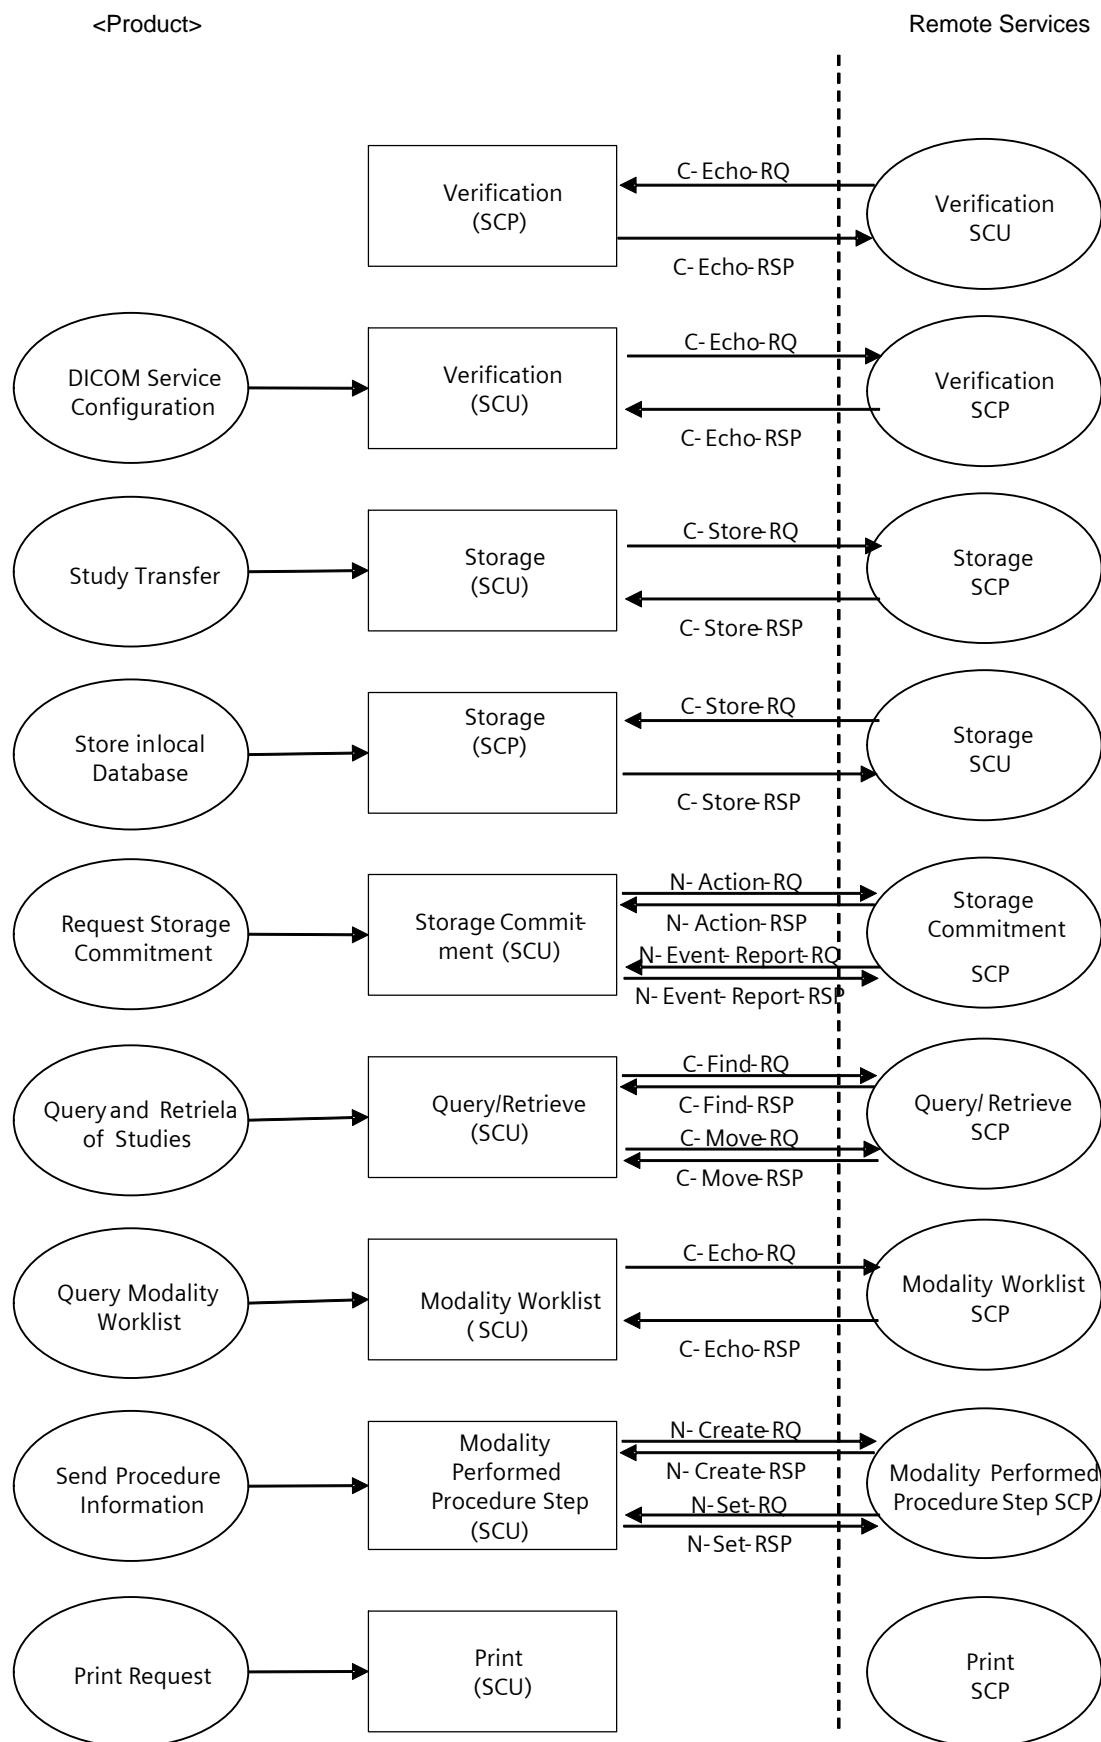 <Product>
Remote Services
Verification
(SCP)
C-Echo-RQ
C-Echo-RSP
Verification
SCU
DICOM Service
Configuration
Verification
(SCU)
C-Echo-RQ
C-Echo-RSP
Verification
SCP
Study Transfer
Storage
(SCU)
C-Store-RQ
C-Store-RSP
Storage
SCP
Store inlocal
Database
Storage
(SCP)
C-Store-RQ
C-Store-RSP
Storage
SCU
Request Storage
Commitment
Storage Commit-
ment (SCU)
N-Action-RQ
N-Action-RSP
N-Event-Report-RQ
N-Event-Report-RSP
Storage
Commitment
SCP
Query and Retriela
of Studies
Query/Retrieve
(SCU)
C-Find-RQ
C-Find-RSP
C-Move-RQ
C-Move-RSP
Query/Retrieve
SCP
Query Modality
Worklist
Modality Worklist
(SCU)
C-Echo-RQ
C-Echo-RSP
Modality Worklist
SCP
Send Procedure
Information
Modality
Performed
Procedure Step
(SCU)
N-Create-RQ
N-Create-RSP
N-Set-RQ
N-Set-RSP
Modality Performed
Procedure Step SCP
Print Request
Print
(SCU)
Print
SCP